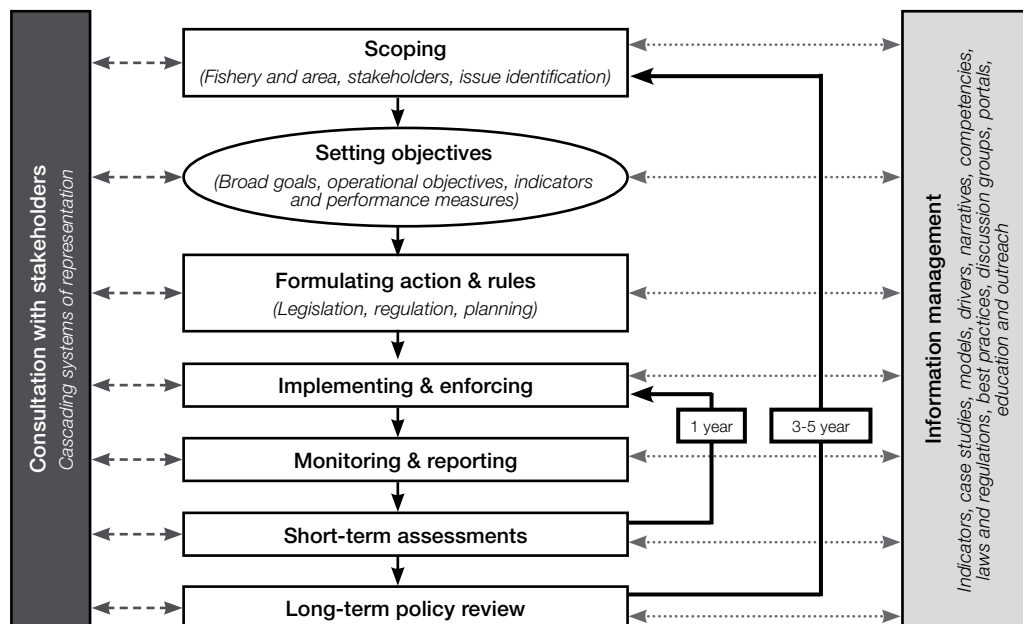 Consultation with stakeholders
Cascading systems of representation
Scoping
(Fishery and area, stakeholders, issue identification)
Setting objectives
(Broad goals, operational objectives, indicators
and performance measures)
Formulating action & rules
(Legislation, regulation, planning)
Implementing & enforcing
1 year
3-5 year
Monitoring & reporting
Short-term assessments
Long-term policy review
Information management
Indicators, case studies, models, drivers, narratives, competencies,
laws and regulations, best practices, discussion groups, portals,
education and outreach